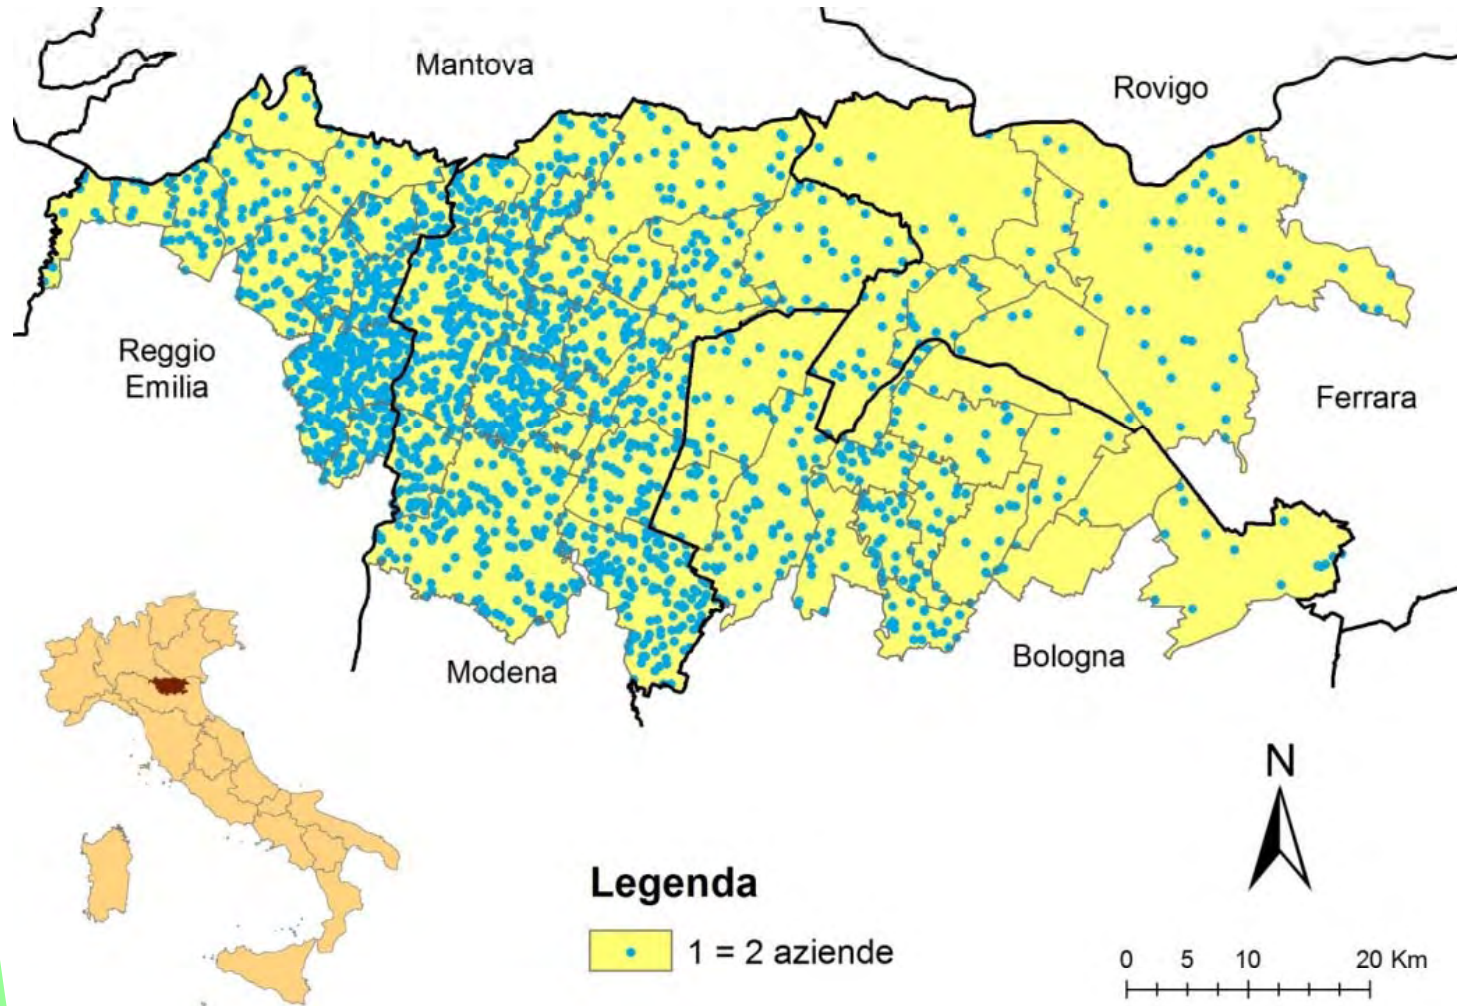 Mantova
Rovigo
Reggio
Emilia
Ferrara
Modena
Bologna
N
Legenda
1 = 2 aziende
0 5 10 20 Km